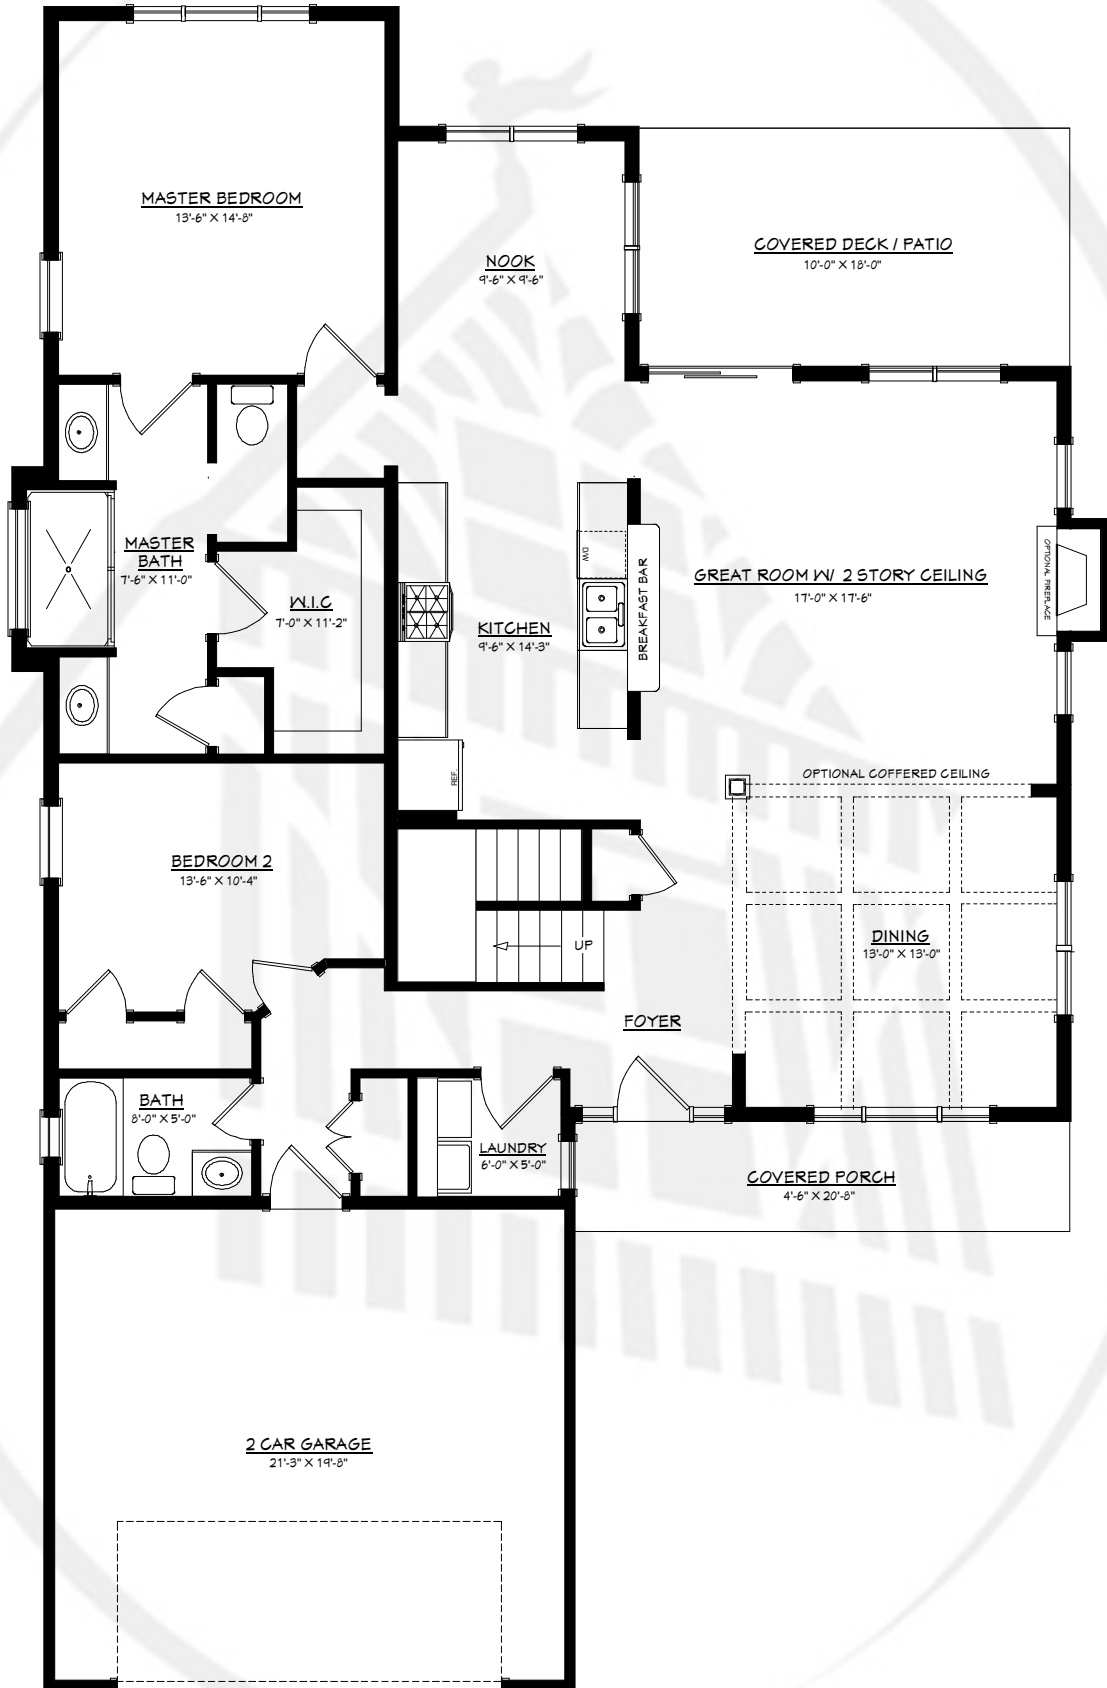 MASTER BEDROOM
13'-6" X 14'-8"
NOOK
9'-6" X 9'-6"
COVERED DECK / PATIO
10'-0" X 18'-0"
MASTER
BATH
7'-6" X 11'-0"
W.I.C
7'-0" X 11'-2"
KITCHEN
9'-6" X 14'-3"
D/W
BREAKFAST BAR
GREAT ROOM W/ 2 STORY CEILING
17'-0" X 17'-6"
OPTIONAL FIREPLACE
REF.
OPTIONAL COFFERED CEILING
BEDROOM 2
13'-6" X 10'-4"
UP
DINING
13'-0" X 13'-0"
FOYER
BATH
8'-0" X 5'-0"
LAUNDRY
6'-0" X 5'-0"
COVERED PORCH
4'-6" X 20'-8"
2 CAR GARAGE
21'-3" X 19'-8"